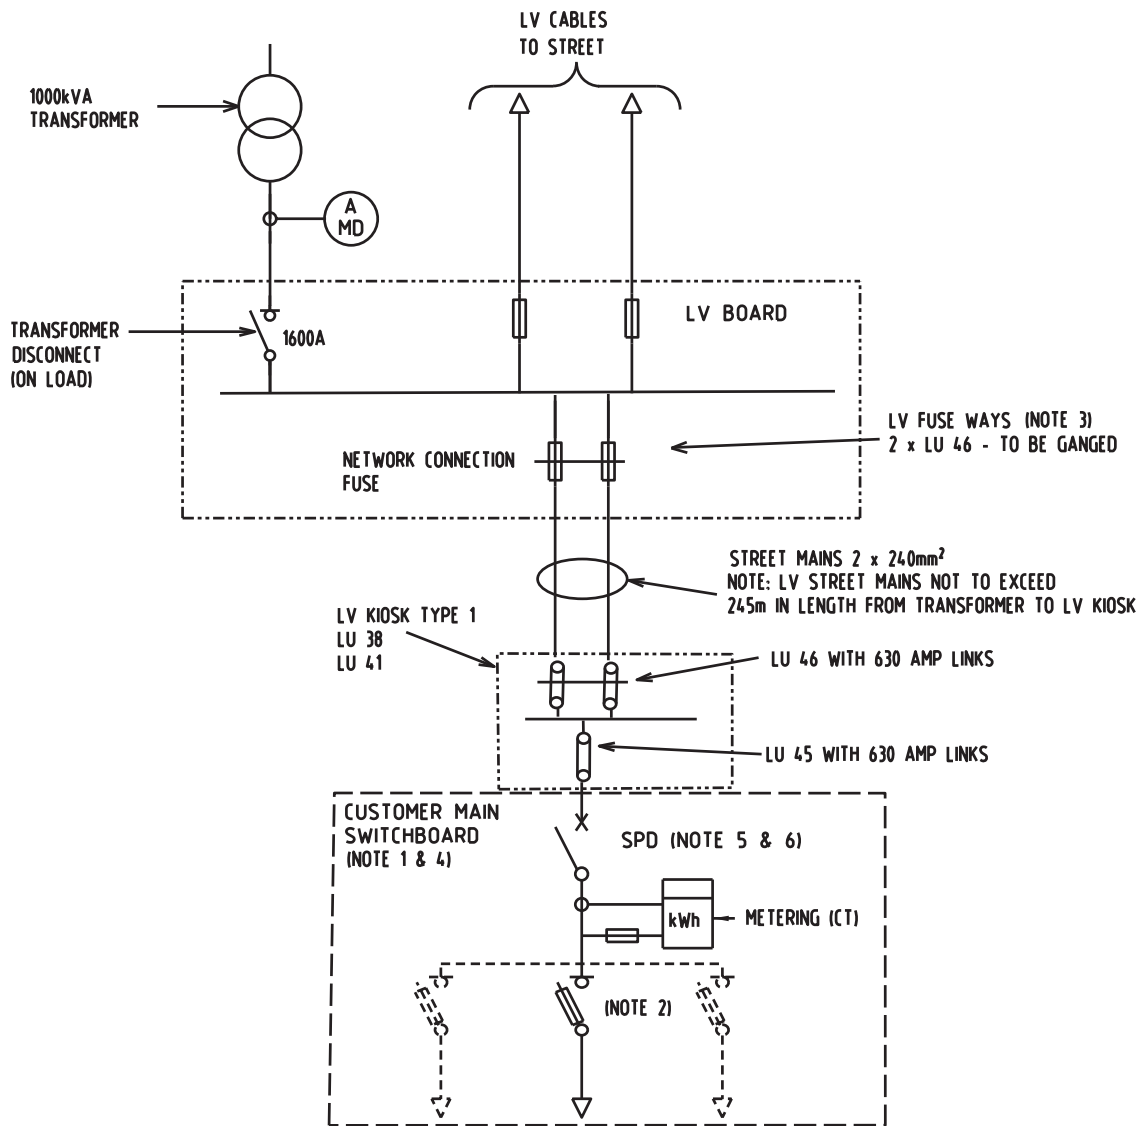 LV CABLES
TO STREET
1000kVA
TRANSFORMER
A
MD
TRANSFORMER
DISCONNECT
(ON LOAD)
1600A
LV BOARD
LV FUSE WAYS (NOTE 3)
2 x LU 46 - TO BE GANGED
NETWORK CONNECTION
FUSE
STREET MAINS 2 x 240mm²
NOTE: LV STREET MAINS NOT TO EXCEED
245m IN LENGTH FROM TRANSFORMER TO LV KIOSK
LV KIOSK TYPE 1
LU 38
LU 41
LU 46 WITH 630 AMP LINKS
LU 45 WITH 630 AMP LINKS
CUSTOMER MAIN
SWITCHBOARD
(NOTE 1 & 4)
SPD (NOTE 5 & 6)
kWh
METERING (CT)
(NOTE 2)